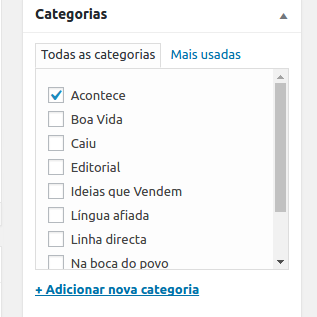 Categorias
Todas as categorias Mais usadas
Acontece
Boa Vida
Caiu
Editorial
Ideias que Vendem
Língua afiada
Linha directa
Na boca do povo
+ Adicionar nova categoria